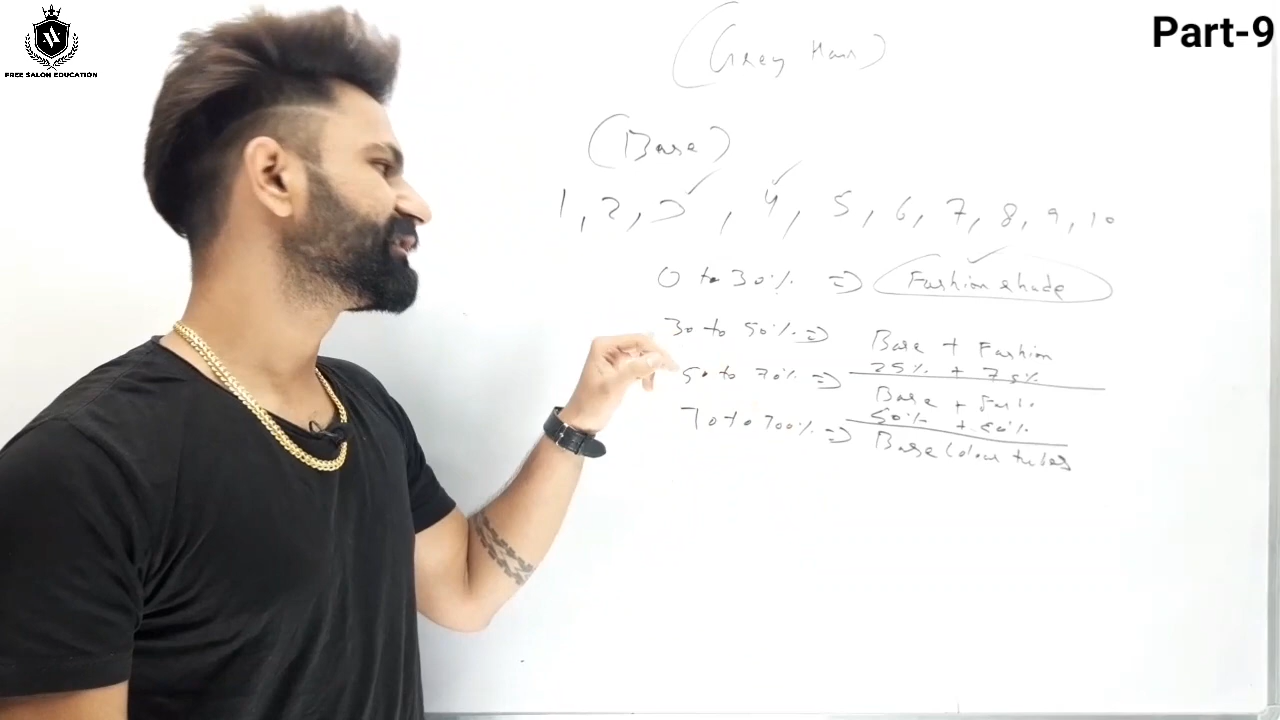 FREE SALON EDUCATION
Part-9
(Grey Hair)
(Base)
1, 2, 3, 4, 5, 6, 7, 8, 9, 10
0 to 30% => Fashion shade
30 to 50% => Base + Fashion
25% + 75%
50 to 70% => Base + Fash.
50% + 50%
70 to 100% => Base Colour tubes